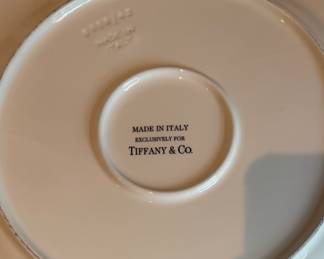 MADE IN ITALY
EXCLUSIVELY FOR
TIFFANY & CO.